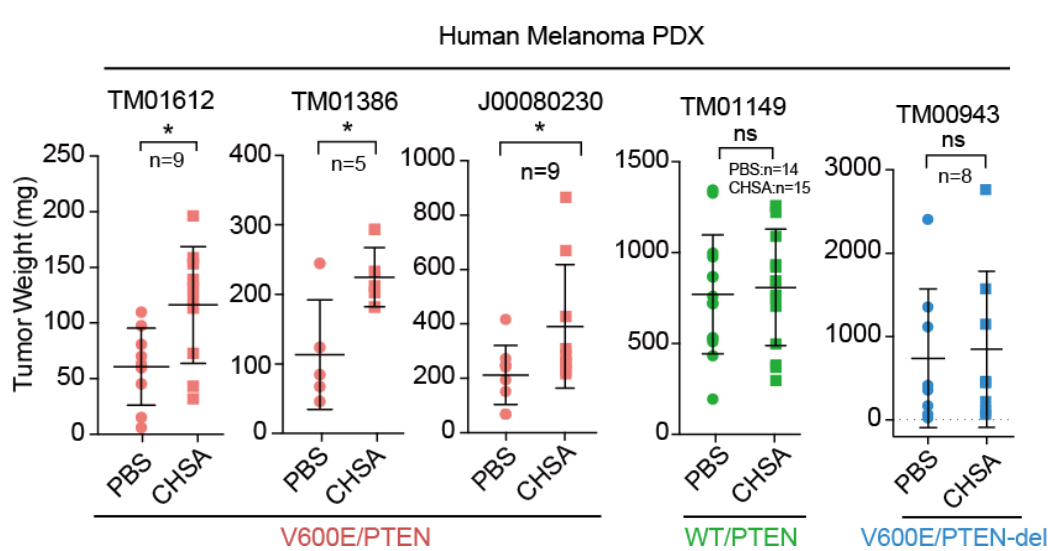 Human Melanoma PDX
TM01612
TM01386
J00080230
TM01149
TM00943
*
*
*
ns
ns
n=9
n=5
n=9
PBS:n=14
CHSA:n=15
n=8
Tumor Weight (mg)
250
200
150
100
50
0
PBS
CHSA
400
300
200
100
0
PBS
CHSA
1000
800
600
400
200
0
PBS
CHSA
1500
1000
500
0
PBS
CHSA
3000
2000
1000
0
PBS
CHSA
V600E/PTEN
WT/PTEN
V600E/PTEN-del